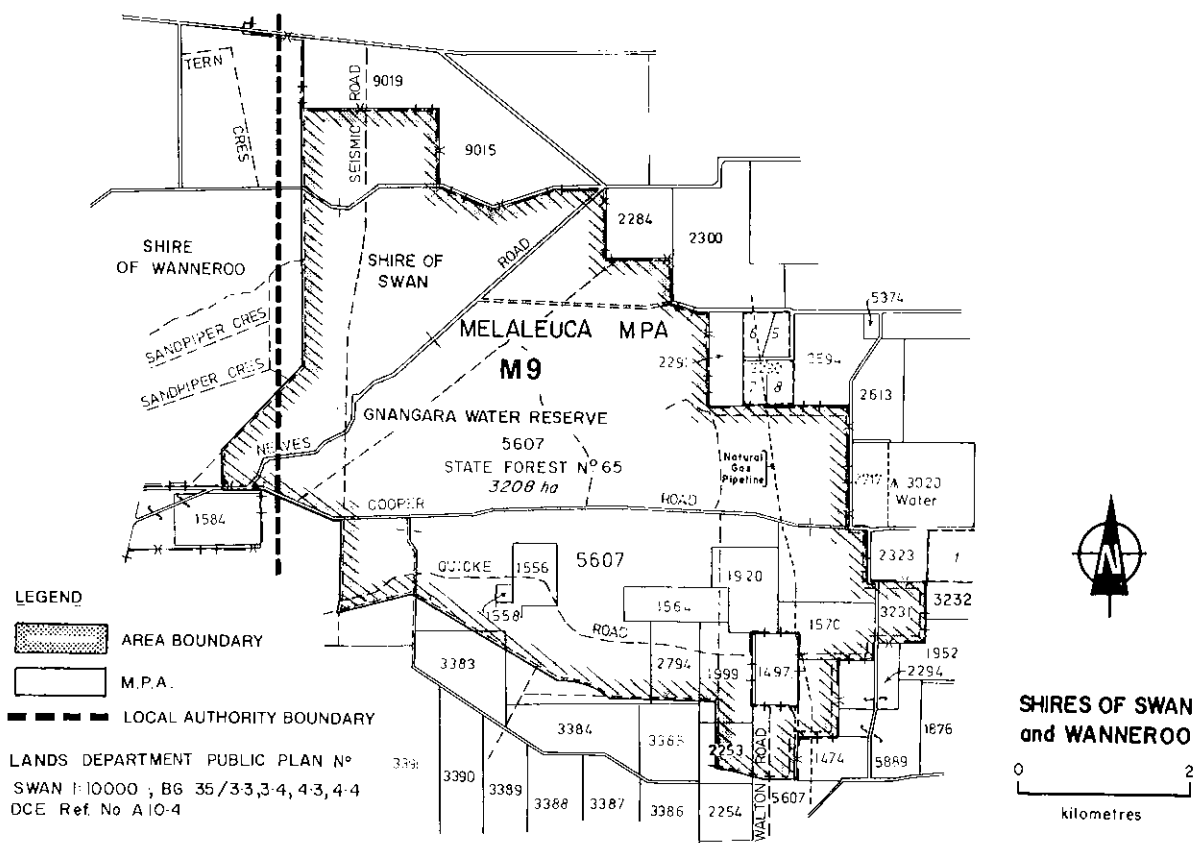 TERN
CRES
9019
SEISMIC ROAD
9015
SHIRE
OF WANNEROO
SHIRE OF
SWAN
ROAD
2284
2300
5374
SANDPIPER CRES
SANDPIPER CRES
MELALEUCA MPA
M9
6
5
7
8
2613
GNANGARA WATER RESERVE
5607
STATE FOREST Nº 65
3208 ha
NEAVES
Natural
Gas
Pipeline
3020
Water
COOPER
ROAD
1584
QUICKE
1556
5607
1920
2323
1
1558
ROAD
1564
1570
3231
3232
3383
2794
1999
1497
1952
2294
3384
3385
2253
ROAD
1474
5889
1876
3390
3389
3388
3387
3386
2254
WALTON
5607
LEGEND
AREA BOUNDARY
M.P.A.
LOCAL AUTHORITY BOUNDARY
LANDS DEPARTMENT PUBLIC PLAN Nº
SWAN 1:10000 ; BG 35/3·3,3·4, 4·3, 4·4
DCE Ref. No A10·4
N
SHIRES OF SWAN
and WANNEROO
0 2
kilometres